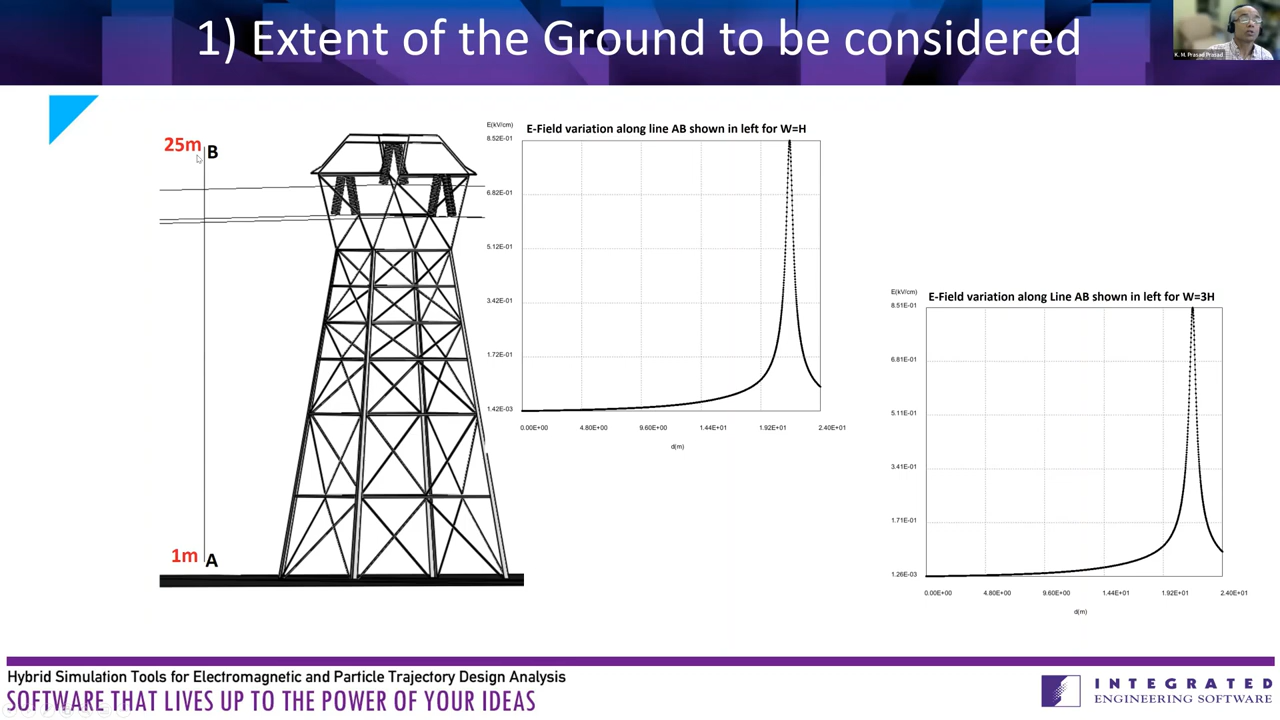 1) Extent of the Ground to be considered
K. M. Prasad Prasad
25m
B
1m
A
E(kV/cm)
E-Field variation along line AB shown in left for W=H
8.52E-01
6.82E-01
5.12E-01
3.42E-01
1.72E-01
1.42E-03
0.00E+00 4.80E+00 9.60E+00 1.44E+01 1.92E+01 2.40E+01
d(m)
E(kV/cm)
E-Field variation along Line AB shown in left for W=3H
8.51E-01
6.81E-01
5.11E-01
3.41E-01
1.71E-01
1.26E-03
0.00E+00 4.80E+00 9.60E+00 1.44E+01 1.92E+01 2.40E+01
d(m)
Hybrid Simulation Tools for Electromagnetic and Particle Trajectory Design Analysis
SOFTWARE THAT LIVES UP TO THE POWER OF YOUR IDEAS
INTEGRATED
ENGINEERING SOFTWARE